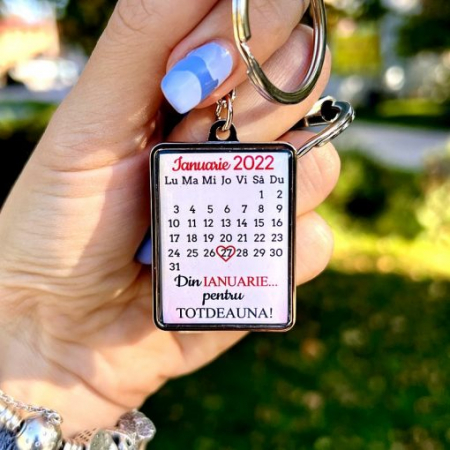 Ianuarie 2022
Lu Ma Mi Jo Vi Sâ Du
1 2
3 4 5 6 7 8 9
10 11 12 13 14 15 16
17 18 19 20 21 22 23
24 25 26 27 28 29 30
31
Din IANUARIE...
pentru
TOTDEAUNA!